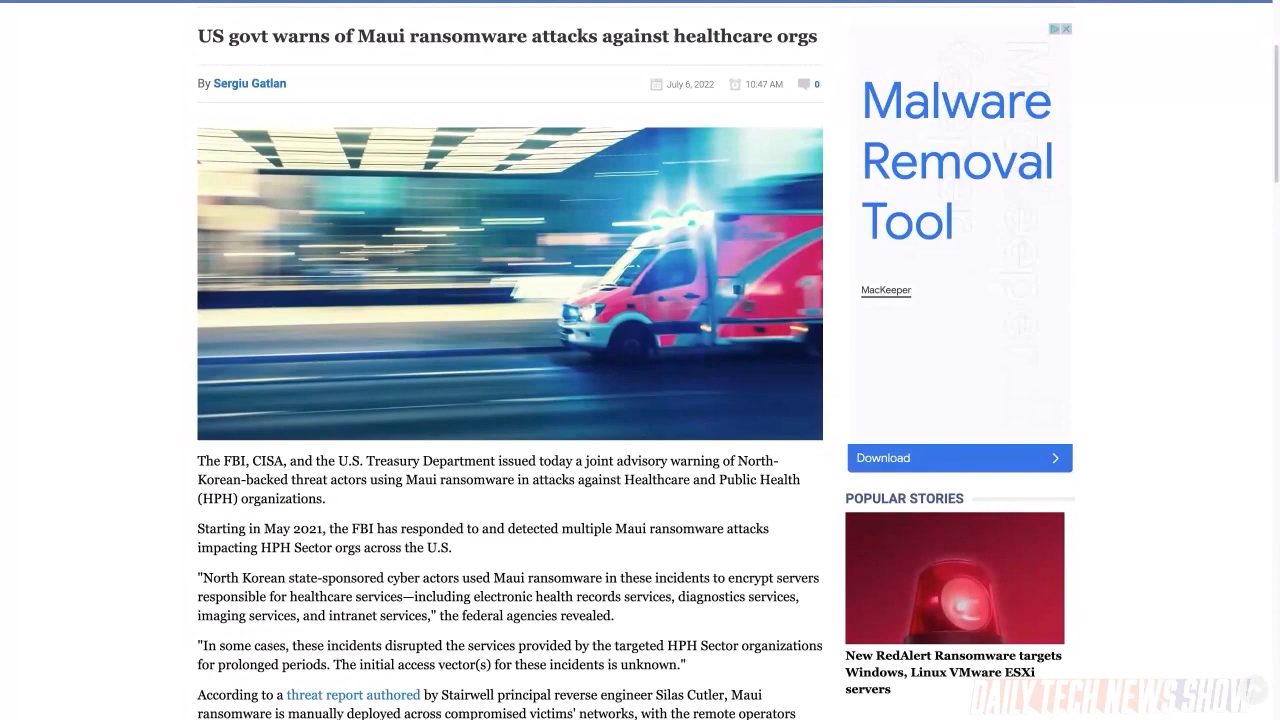 US govt warns of Maui ransomware attacks against healthcare orgs
By Sergiu Gatlan
July 6, 2022
10:47 AM
0
The FBI, CISA, and the U.S. Treasury Department issued today a joint advisory warning of North-
Korean-backed threat actors using Maui ransomware in attacks against Healthcare and Public Health
(HPH) organizations.
Starting in May 2021, the FBI has responded to and detected multiple Maui ransomware attacks
impacting HPH Sector orgs across the U.S.
"North Korean state-sponsored cyber actors used Maui ransomware in these incidents to encrypt servers
responsible for healthcare services—including electronic health records services, diagnostics services,
imaging services, and intranet services," the federal agencies revealed.
"In some cases, these incidents disrupted the services provided by the targeted HPH Sector organizations
for prolonged periods. The initial access vector(s) for these incidents is unknown."
According to a threat report authored by Stairwell principal reverse engineer Silas Cutler, Maui
ransomware is manually deployed across compromised victims' networks, with the remote operators
Malware
Removal
Tool
MacKeeper
Download
POPULAR STORIES
New RedAlert Ransomware targets
Windows, Linux VMware ESXi
servers
DAILY TECH NEWS SHOW